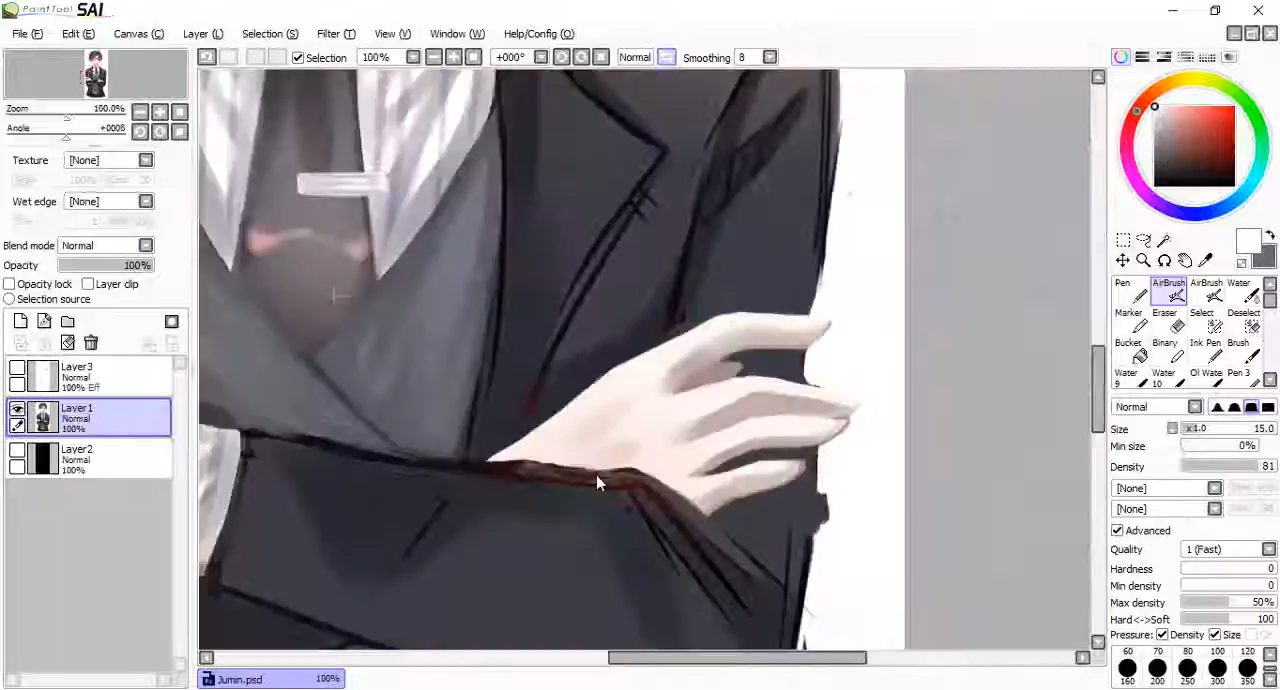 PaintTool SAI
File (F) Edit (E) Canvas (C) Layer (L) Selection (S) Filter (T) View (V) Window (W) Help/Config (O)
Selection 100% +000° Normal Smoothing 8
Zoom
Angle +000δ
Texture [None]
Wet edge [None]
Blend mode Normal
Opacity 100%
Opacity lock Layer clip
Selection source
Layer3
Normal
100% Eff
Layer1
Normal
100%
Layer2
Normal
100%
Jumin.psd 100%
Pen AirBrush AirBrush Water
Marker Eraser Select Deselect
Bucket Binary Ink Pen Brush
Water 9 Water 10 Ol Wate Pen 3
Normal
Size x1.0 15.0
Min size 0%
Density 81
[None]
[None]
Advanced
Quality 1 (Fast)
Hardness 0
Min density 0
Max density 50%
Hard<->Soft 100
Pressure: Density Size
60 70 80 100 120
160 200 250 300 350